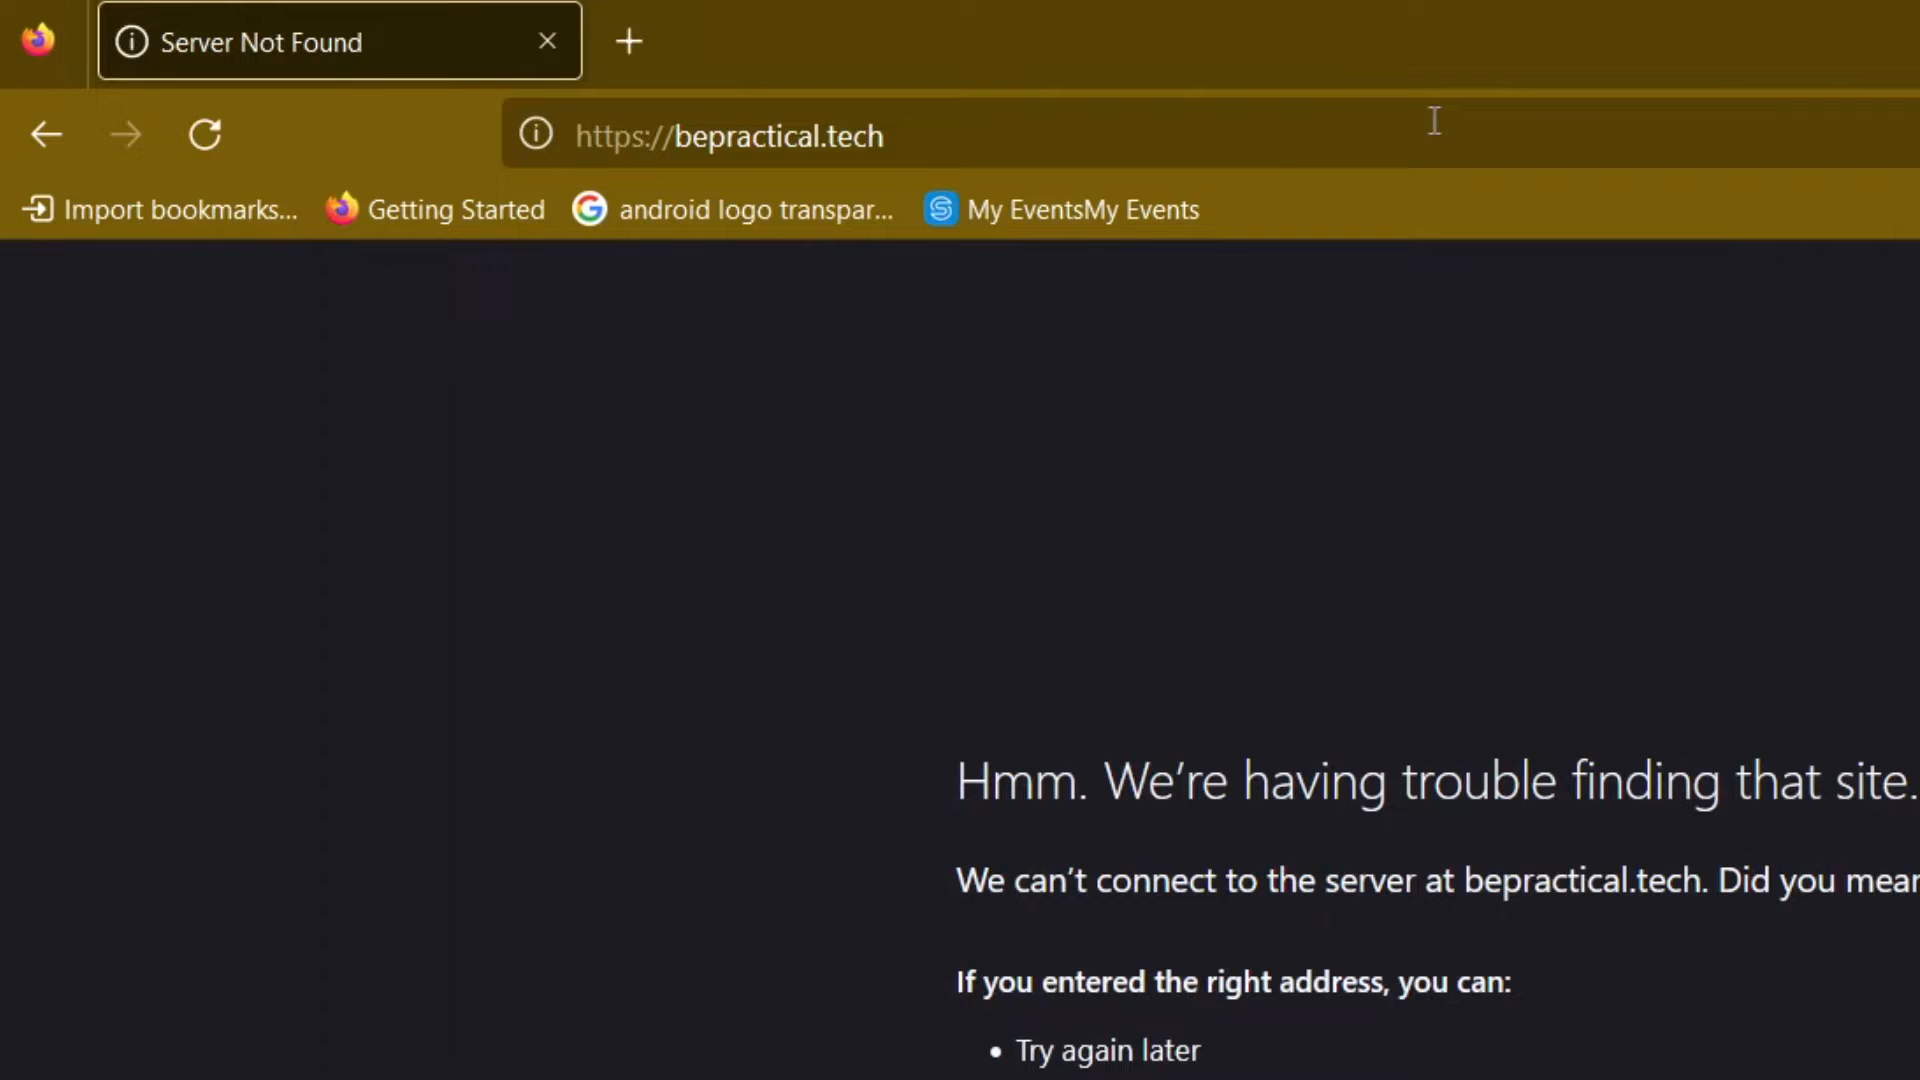 Server Not Found
https://bepractical.tech
Import bookmarks... Getting Started android logo transpar... My EventsMy Events
Hmm. We're having trouble finding that site.
We can't connect to the server at bepractical.tech. Did you mean
If you entered the right address, you can:
• Try again later